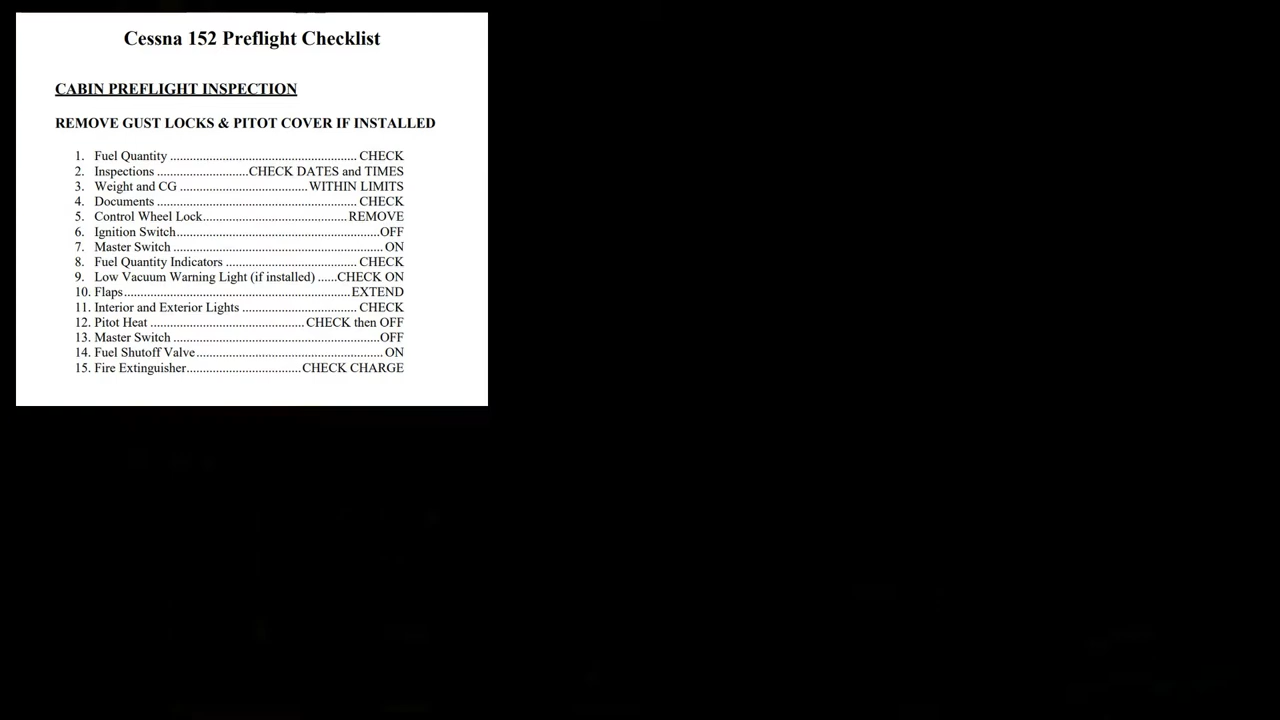 Cessna 152 Preflight Checklist
CABIN PREFLIGHT INSPECTION
REMOVE GUST LOCKS & PITOT COVER IF INSTALLED
1. Fuel Quantity ......................................................... CHECK
2. Inspections ...........................CHECK DATES and TIMES
3. Weight and CG .......................................WITHIN LIMITS
4. Documents ............................................................. CHECK
5. Control Wheel Lock............................................REMOVE
6. Ignition Switch..............................................................OFF
7. Master Switch ................................................................ ON
8. Fuel Quantity Indicators ........................................ CHECK
9. Low Vacuum Warning Light (if installed) ......CHECK ON
10. Flaps.....................................................................EXTEND
11. Interior and Exterior Lights ................................... CHECK
12. Pitot Heat ............................................... CHECK then OFF
13. Master Switch ...............................................................OFF
14. Fuel Shutoff Valve......................................................... ON
15. Fire Extinguisher...................................CHECK CHARGE